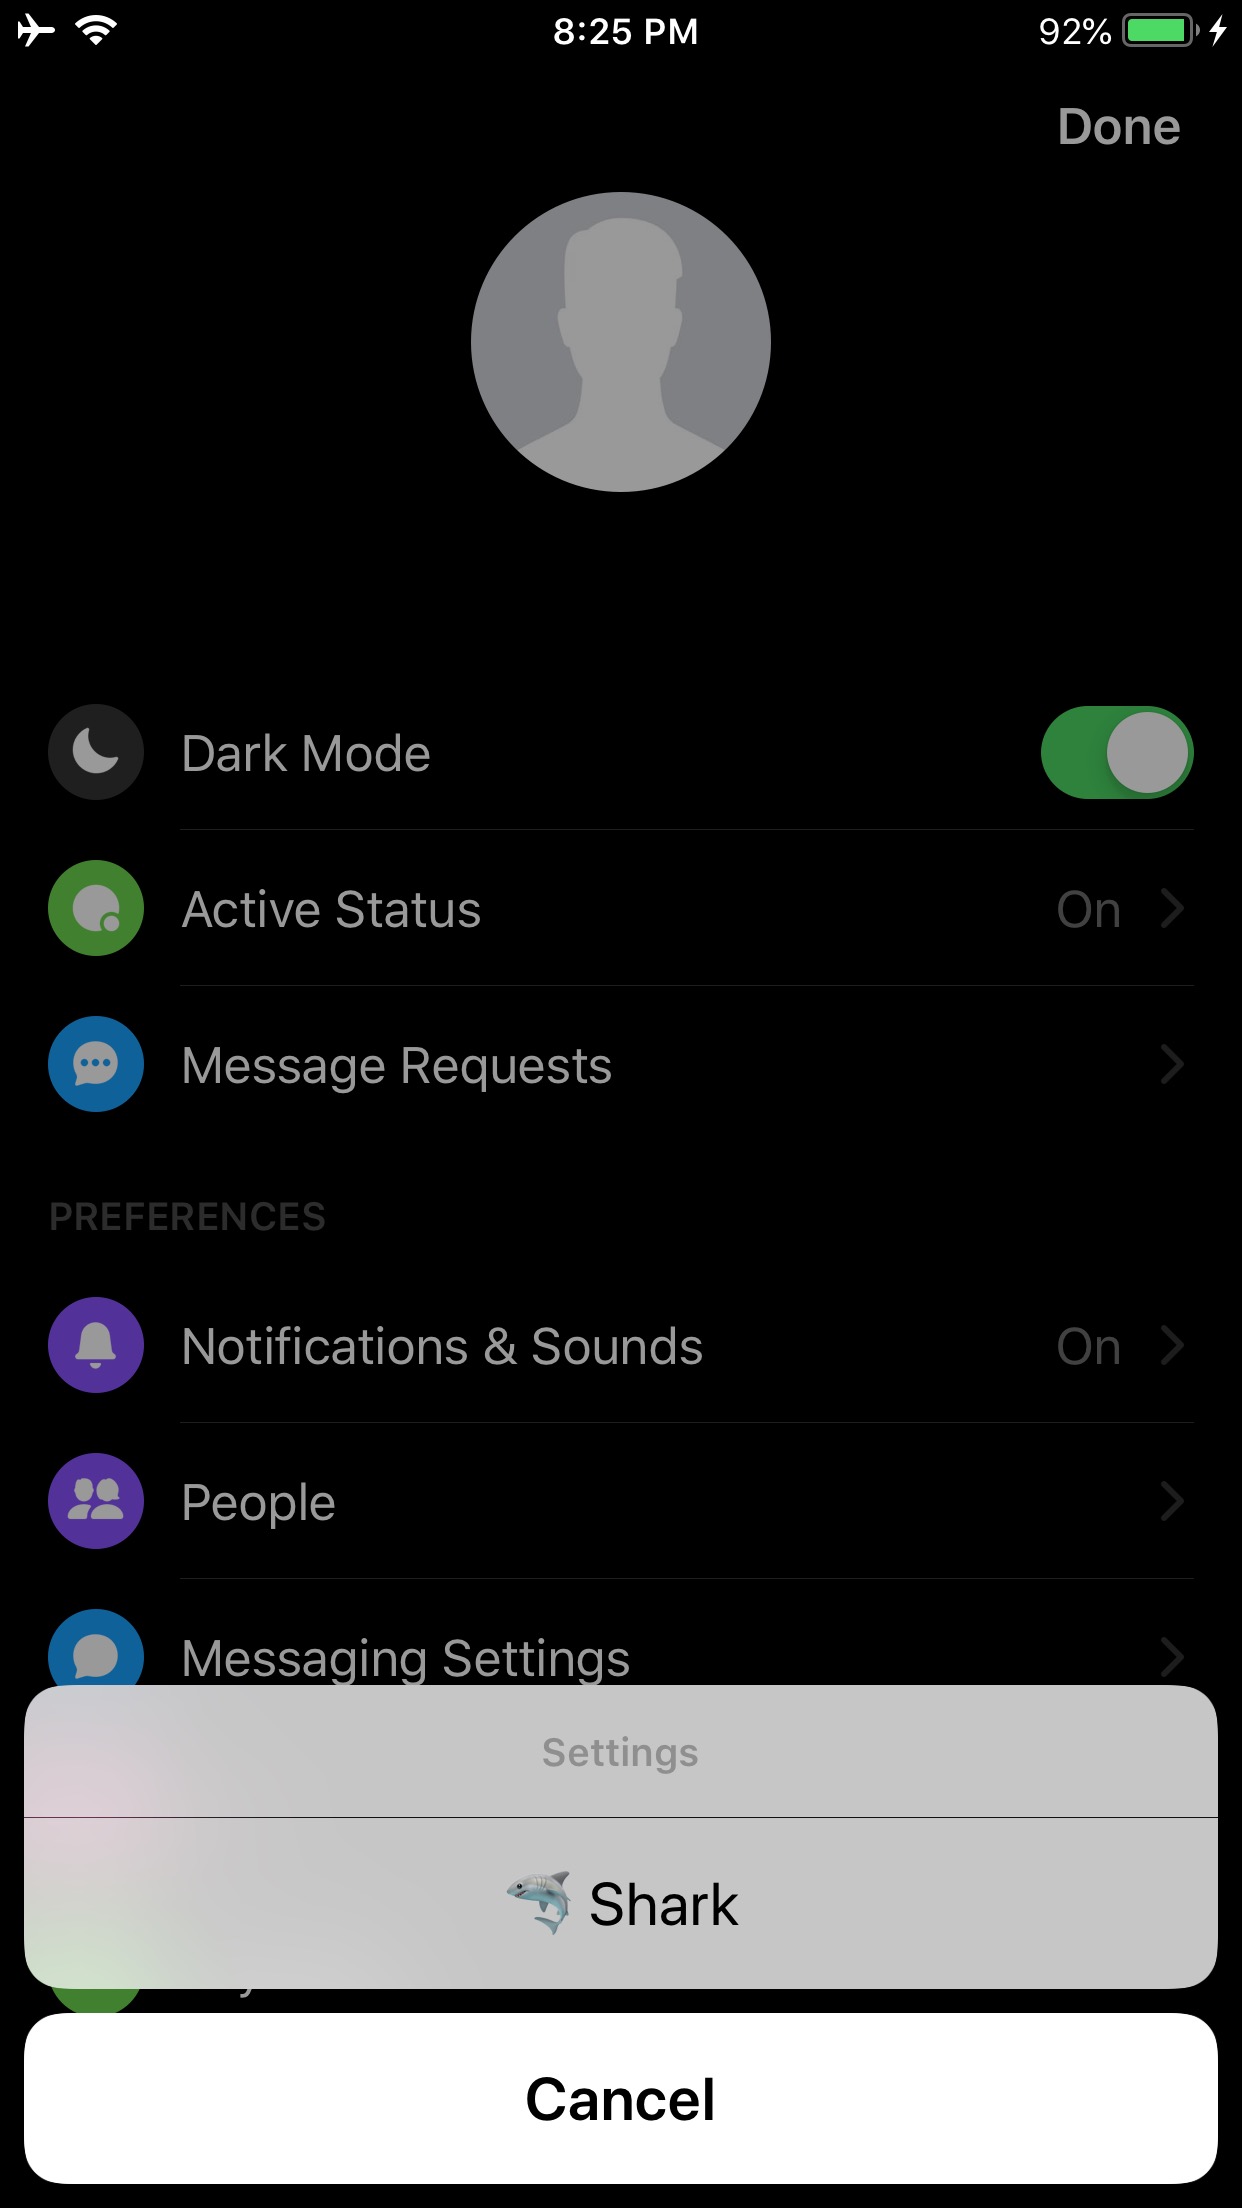 8:25 PM
92%
Done
Dark Mode
Active Status On
Message Requests
PREFERENCES
Notifications & Sounds On
People
Messaging Settings
Settings
🦈 Shark
Cancel